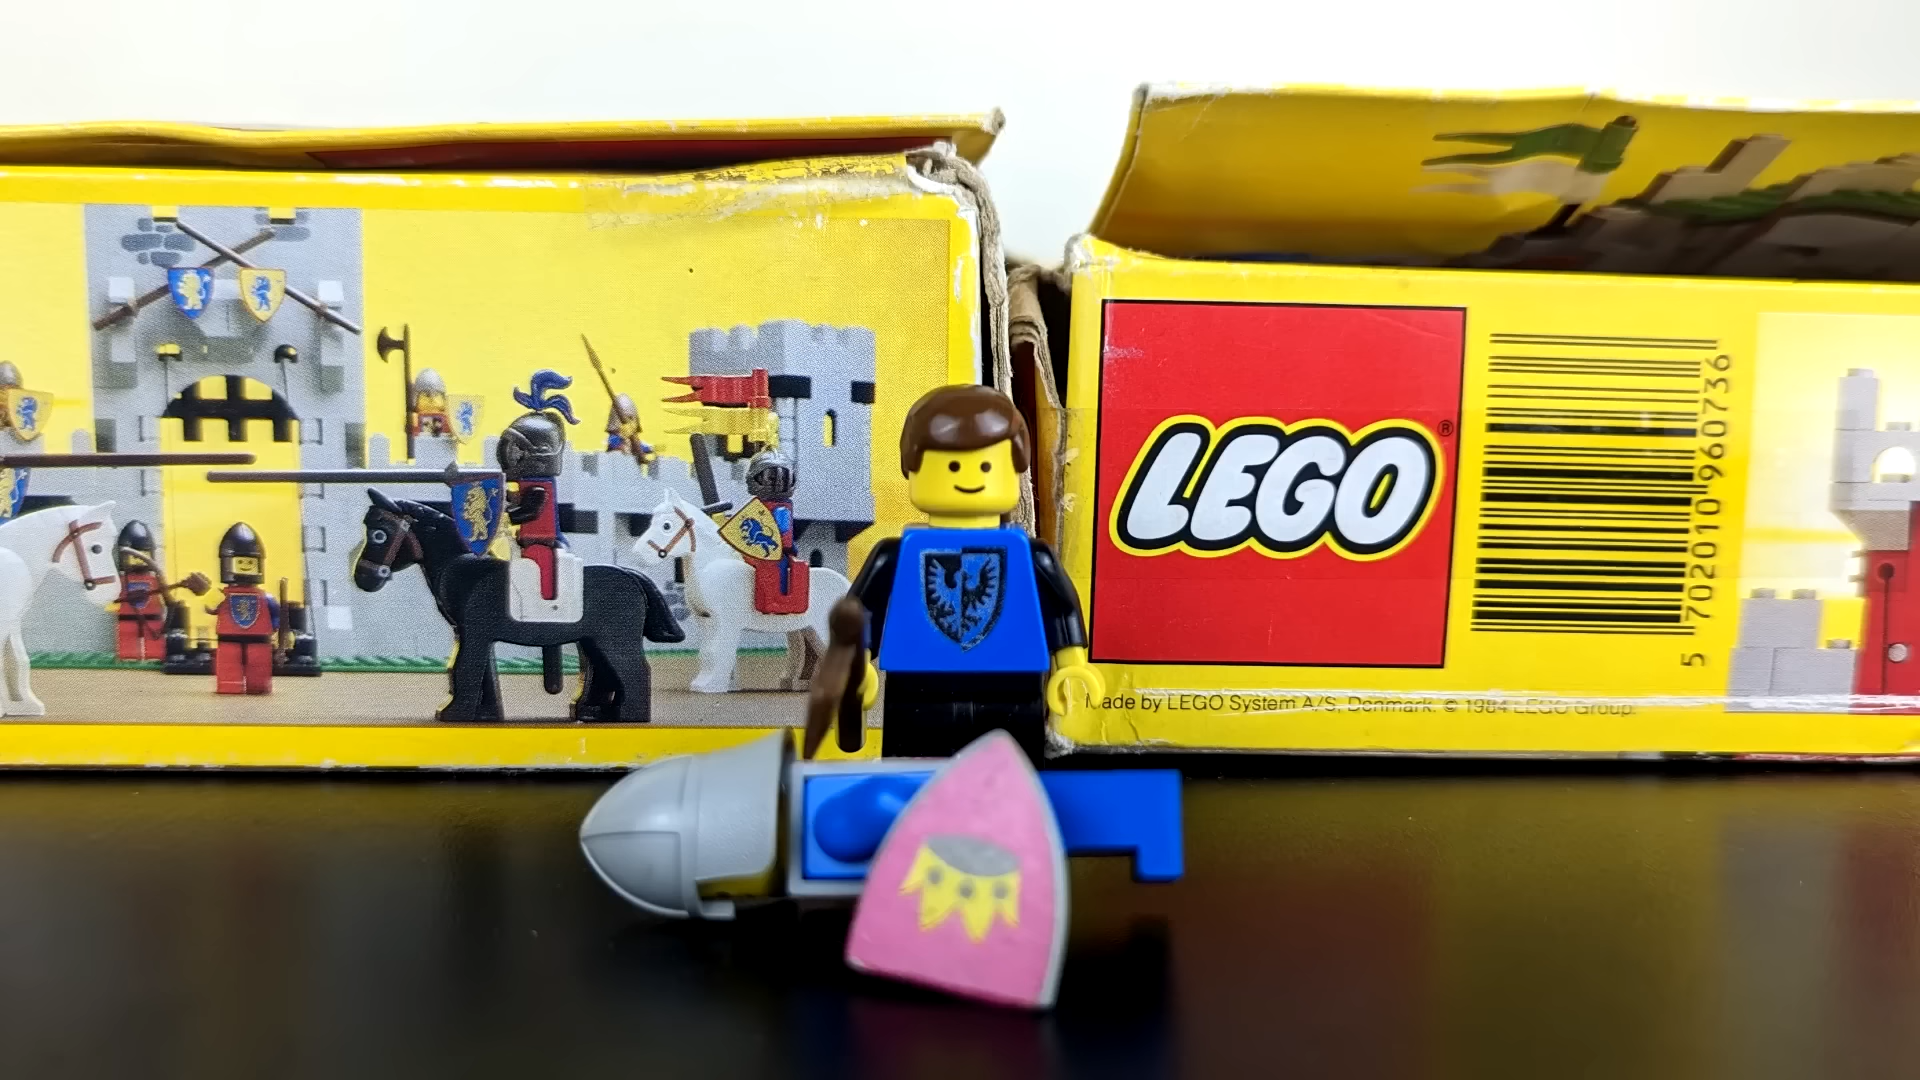 LEGO®
5 702010 960736
Made by LEGO System A/S, Denmark. © 1984 LEGO Group.